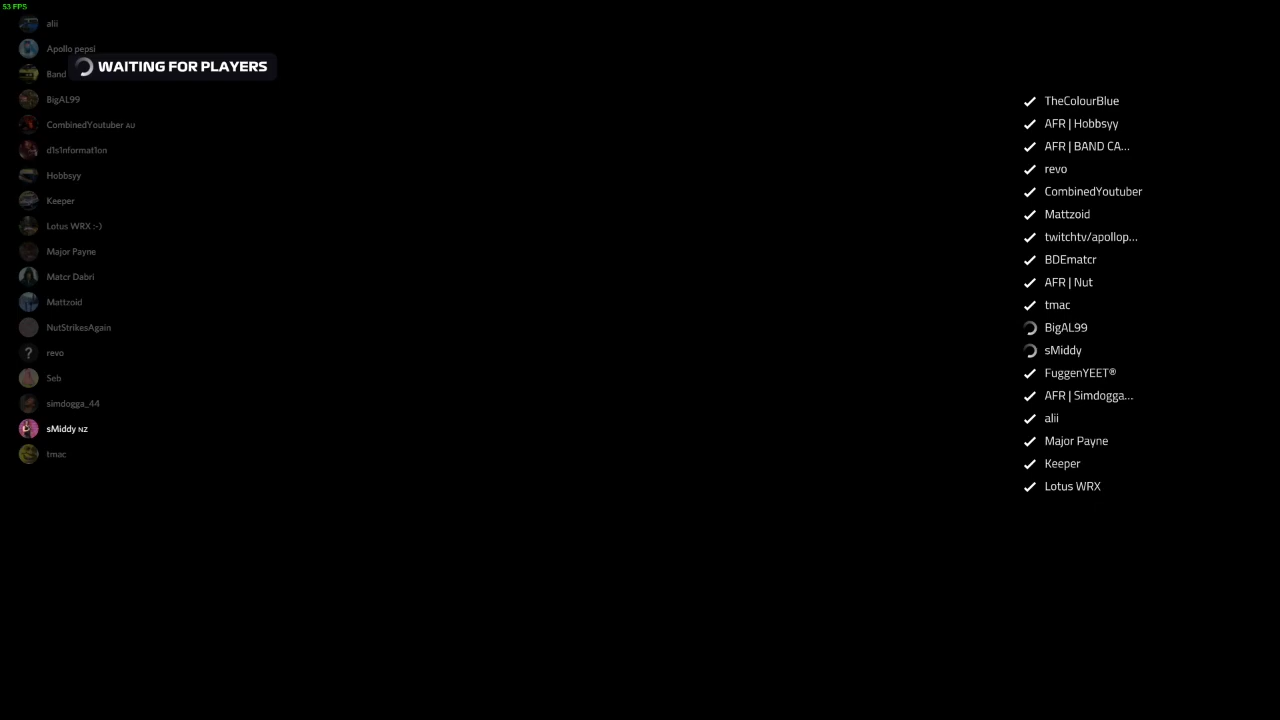 53 FPS
alii
Apollo pepsi
WAITING FOR PLAYERS
Band
BigAL99
CombinedYoutuber AU
d1s1nformat1on
Hobbsyy
Keeper
Lotus WRX :-)
Major Payne
Matcr Dabri
Mattzoid
NutStrikesAgain
revo
Seb
simdogga_44
sMiddy NZ
tmac
TheColourBlue
AFR | Hobbsyy
AFR | BAND CA...
revo
CombinedYoutuber
Mattzoid
twitchtv/apollop...
BDEmatcr
AFR | Nut
tmac
BigAL99
sMiddy
FuggenYEET®
AFR | Simdogga...
alii
Major Payne
Keeper
Lotus WRX